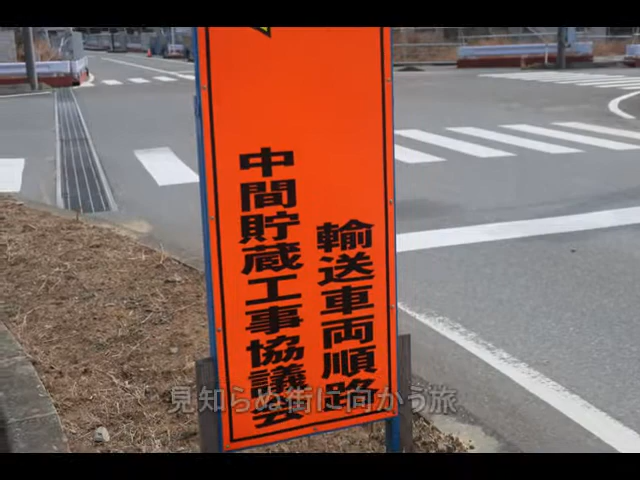 輸送車両順路
中間貯蔵工事協議会
見知らぬ街に向かう旅